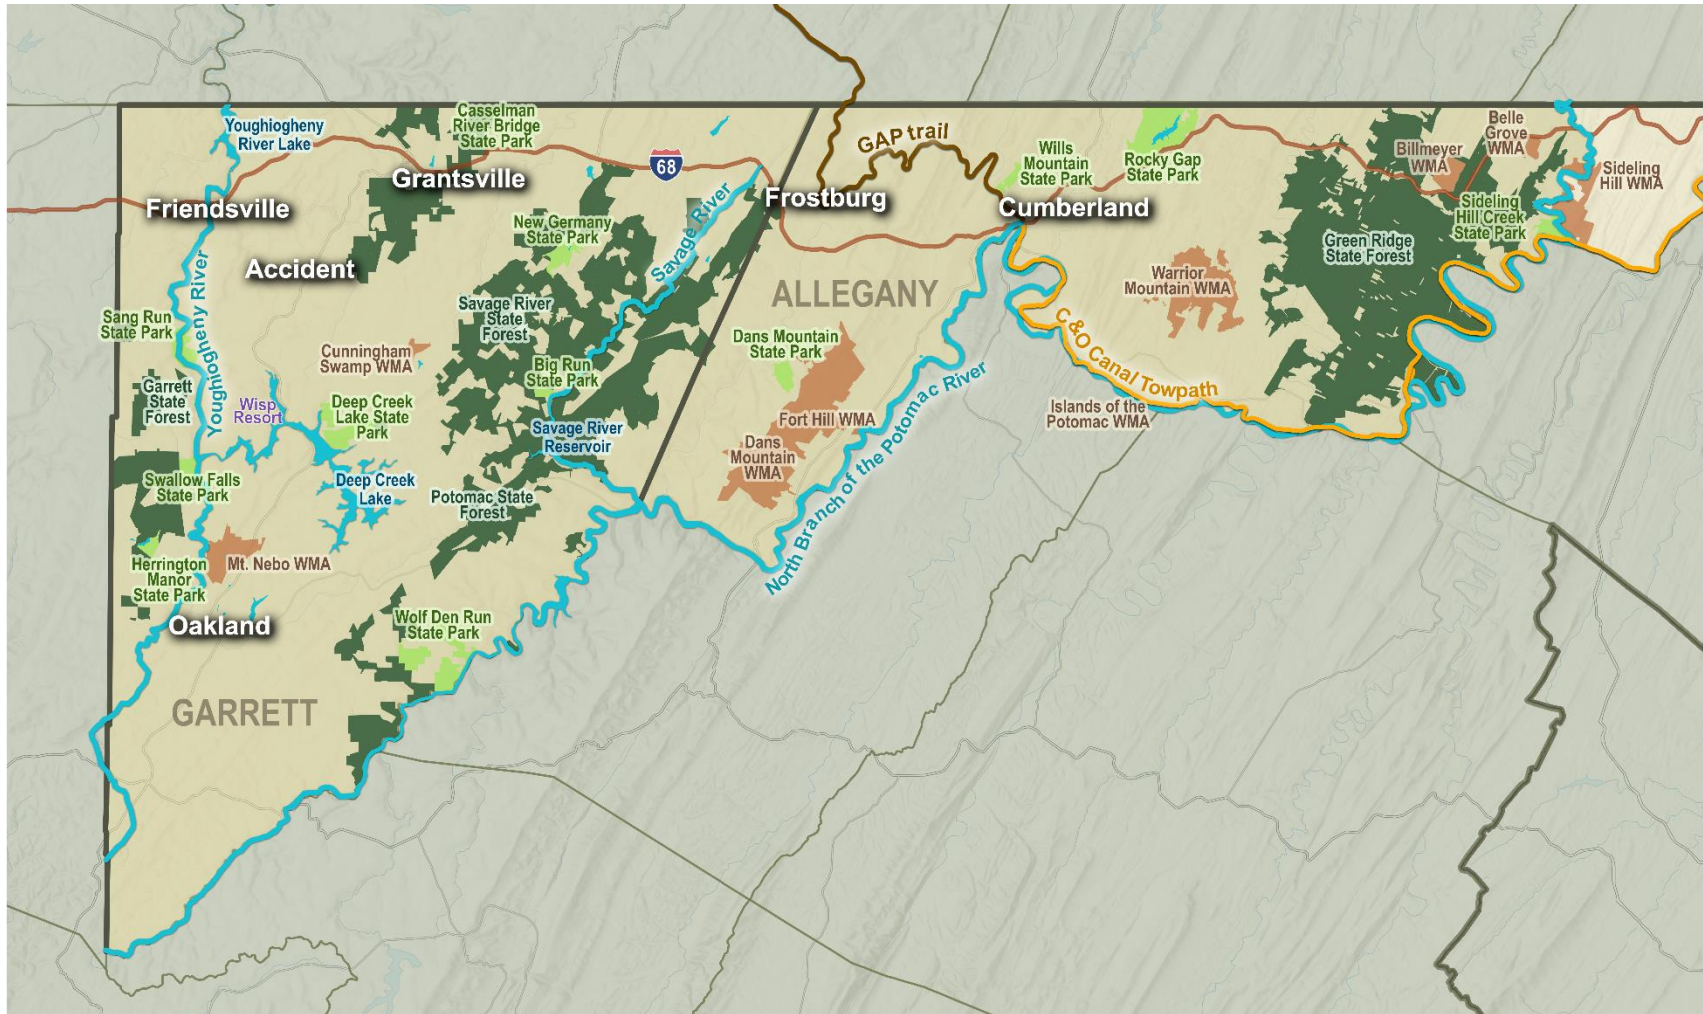 Youghiogheny
River Lake
Casselman
River Bridge
State Park
68
GAP trail
Wills
Mountain
State Park
Rocky Gap
State Park
Billmeyer
WMA
Belle
Grove
WMA
Sideling
Hill WMA
Friendsville
Grantsville
Frostburg
Cumberland
Sideling
Hill Creek
State Park
Accident
New Germany
State Park
Savage River
Green Ridge
State Forest
Warrior
Mountain WMA
ALLEGANY
Youghiogheny River
Sang Run
State Park
Savage River
State
Forest
Cunningham
Swamp WMA
Big Run
State Park
Dans Mountain
State Park
C&O Canal Towpath
Garrett
State
Forest
Wisp
Resort
Deep Creek
Lake State
Park
Fort Hill WMA
Islands of the
Potomac WMA
Savage River
Reservoir
Dans
Mountain
WMA
North Branch of the Potomac River
Swallow Falls
State Park
Deep Creek
Lake
Potomac State
Forest
Herrington
Manor
State Park
Mt. Nebo WMA
Oakland
Wolf Den Run
State Park
GARRETT